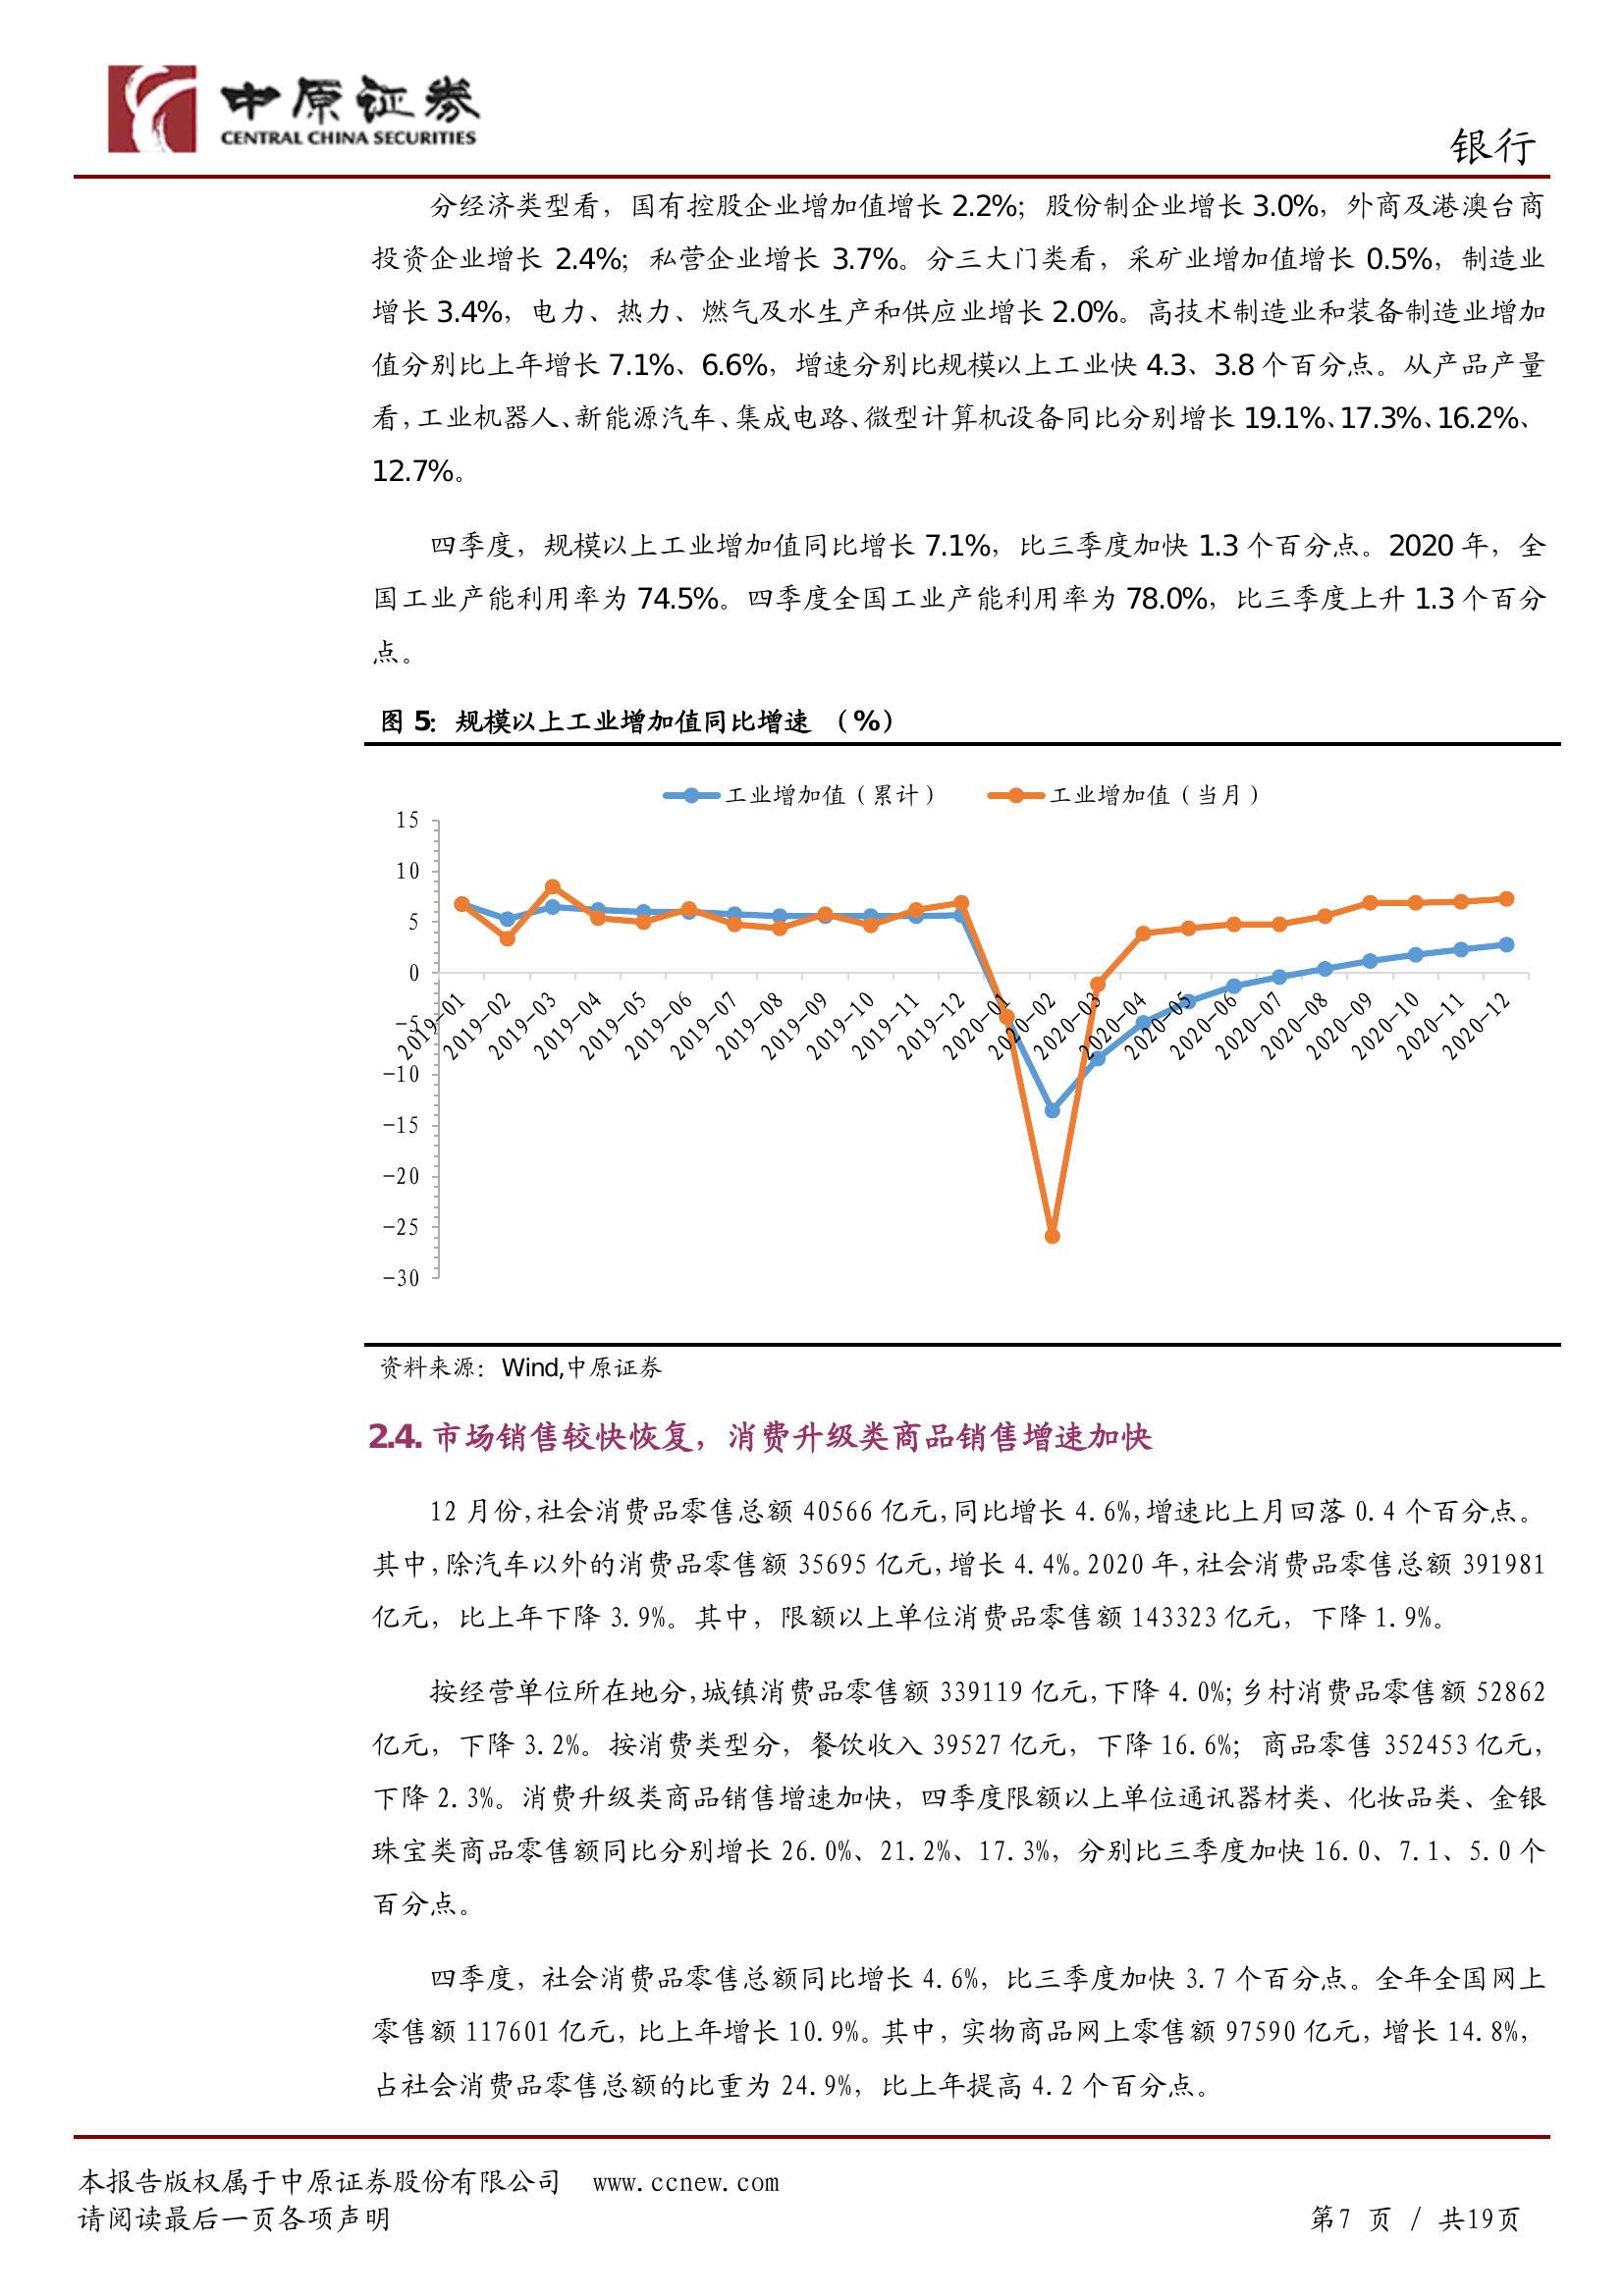 中原证券
CENTRAL CHINA SECURITIES
银行
分经济类型看，国有控股企业增加值增长 2.2%；股份制企业增长 3.0%，外商及港澳台商
投资企业增长 2.4%；私营企业增长 3.7%。分三大门类看，采矿业增加值增长 0.5%，制造业
增长 3.4%，电力、热力、燃气及水生产和供应业增长 2.0%。高技术制造业和装备制造业增加
值分别比上年增长 7.1%、6.6%，增速分别比规模以上工业快 4.3、3.8 个百分点。从产品产量
看，工业机器人、新能源汽车、集成电路、微型计算机设备同比分别增长 19.1%、17.3%、16.2%、
12.7%。
四季度，规模以上工业增加值同比增长 7.1%，比三季度加快 1.3 个百分点。2020 年，全
国工业产能利用率为 74.5%。四季度全国工业产能利用率为 78.0%，比三季度上升 1.3 个百分
点。
图 5：规模以上工业增加值同比增速 （%）
工业增加值（累计） 工业增加值（当月）
15
10
5
0
-5
-10
-15
-20
-25
-30
2019-01 2019-02 2019-03 2019-04 2019-05 2019-06 2019-07 2019-08 2019-09 2019-10 2019-11 2019-12 2020-01 2020-02 2020-03 2020-04 2020-05 2020-06 2020-07 2020-08 2020-09 2020-10 2020-11 2020-12
资料来源：Wind,中原证券
2.4. 市场销售较快恢复，消费升级类商品销售增速加快
12 月份，社会消费品零售总额 40566 亿元，同比增长 4.6%，增速比上月回落 0.4 个百分点。
其中，除汽车以外的消费品零售额 35695 亿元，增长 4.4%。2020 年，社会消费品零售总额 391981
亿元，比上年下降 3.9%。其中，限额以上单位消费品零售额 143323 亿元，下降 1.9%。
按经营单位所在地分，城镇消费品零售额 339119 亿元，下降 4.0%；乡村消费品零售额 52862
亿元，下降 3.2%。按消费类型分，餐饮收入 39527 亿元，下降 16.6%；商品零售 352453 亿元，
下降 2.3%。消费升级类商品销售增速加快，四季度限额以上单位通讯器材类、化妆品类、金银
珠宝类商品零售额同比分别增长 26.0%、21.2%、17.3%，分别比三季度加快 16.0、7.1、5.0 个
百分点。
四季度，社会消费品零售总额同比增长 4.6%，比三季度加快 3.7 个百分点。全年全国网上
零售额 117601 亿元，比上年增长 10.9%。其中，实物商品网上零售额 97590 亿元，增长 14.8%，
占社会消费品零售总额的比重为 24.9%，比上年提高 4.2 个百分点。
本报告版权属于中原证券股份有限公司 www.ccnew.com
请阅读最后一页各项声明 第7 页 / 共19页